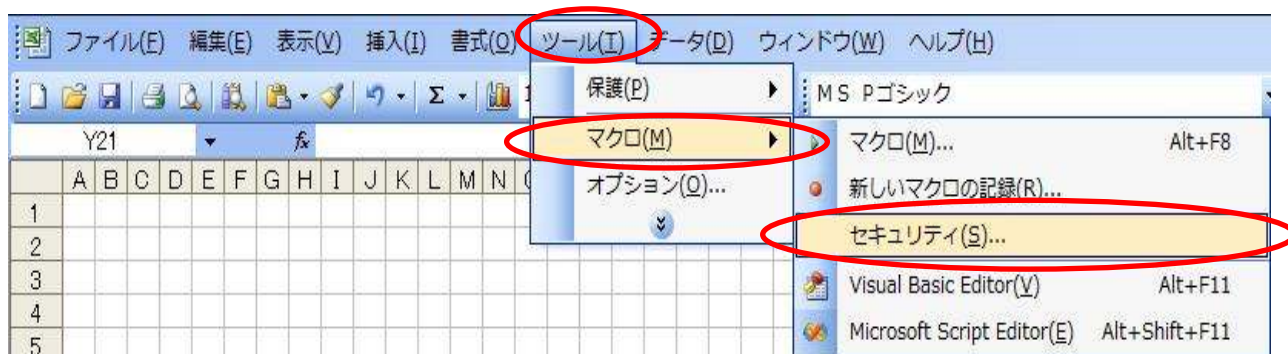 ファイル(F) 編集(E) 表示(V) 挿入(I) 書式(O) ツール(T) データ(D) ウィンドウ(W) ヘルプ(H)
Σ 保護(P) MS Pゴシック
Y21 fx マクロ(M) マクロ(M)... Alt+F8
A B C D E F G H I J K L M N オプション(O)... 新しいマクロの記録(R)...
1
セキュリティ(S)...
2
3 Visual Basic Editor(V) Alt+F11
4
Microsoft Script Editor(E) Alt+Shift+F11
5